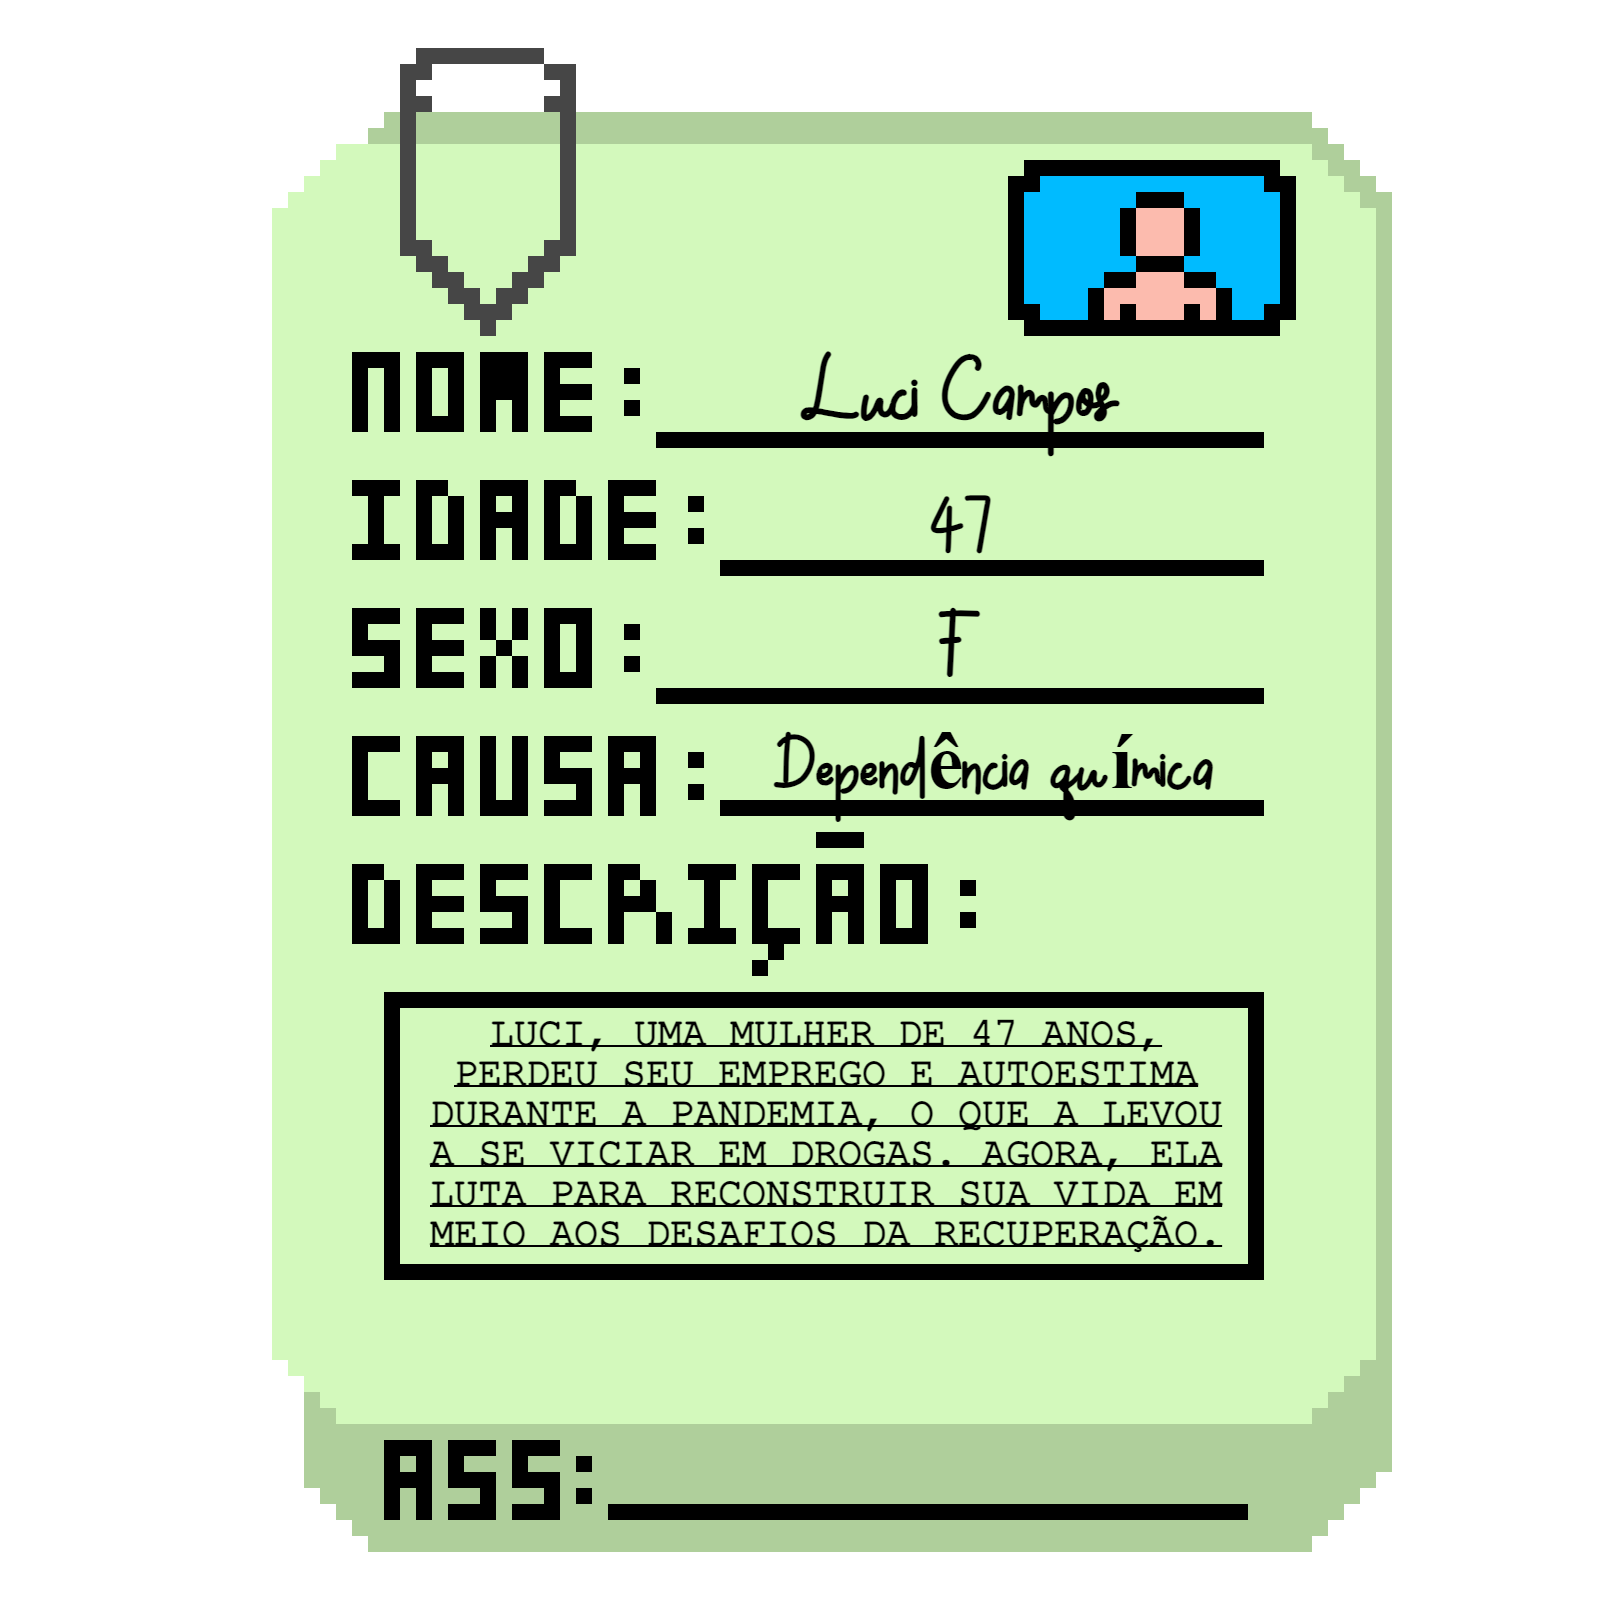 NOME: Luci Campos
IDADE: 47
SEXO: F
CAUSA: Dependência química
DESCRIÇÃO:
LUCI, UMA MULHER DE 47 ANOS,
PERDEU SEU EMPREGO E AUTOESTIMA
DURANTE A PANDEMIA, O QUE A LEVOU
A SE VICIAR EM DROGAS. AGORA, ELA
LUTA PARA RECONSTRUIR SUA VIDA EM
MEIO AOS DESAFIOS DA RECUPERAÇÃO.
ASS: